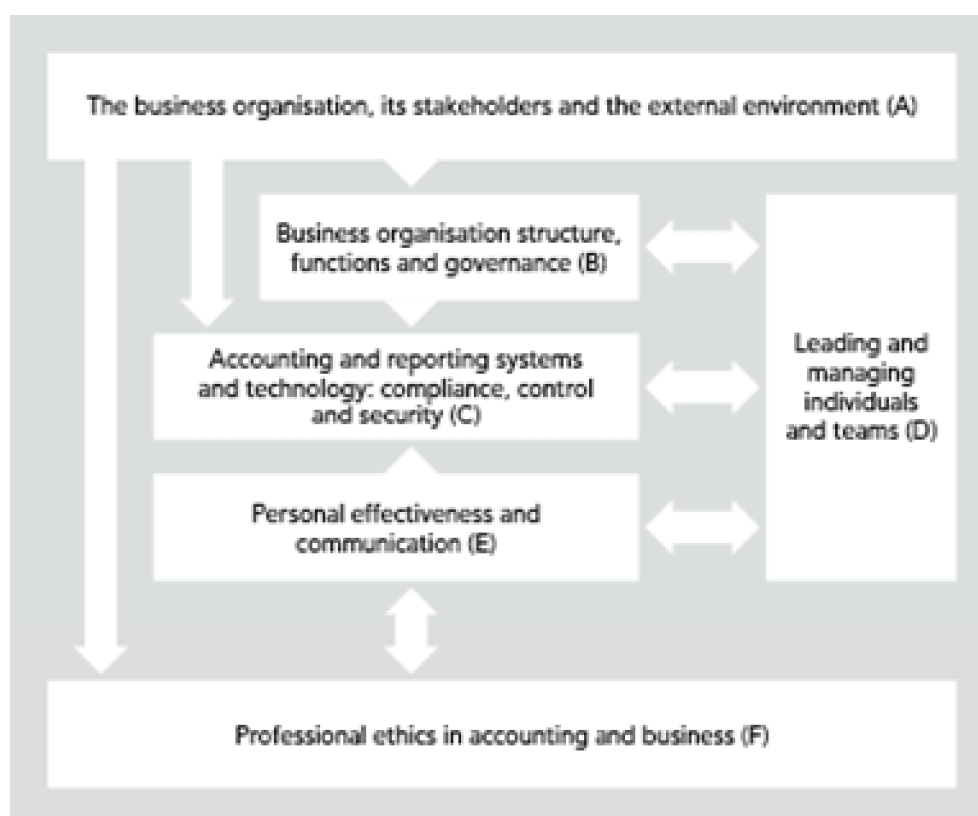 The business organisation, its stakeholders and the external environment (A)
Business organisation structure,
functions and governance (B)
Accounting and reporting systems
and technology: compliance, control
and security (C)
Leading and
managing
individuals
and teams (D)
Personal effectiveness and
communication (E)
Professional ethics in accounting and business (F)